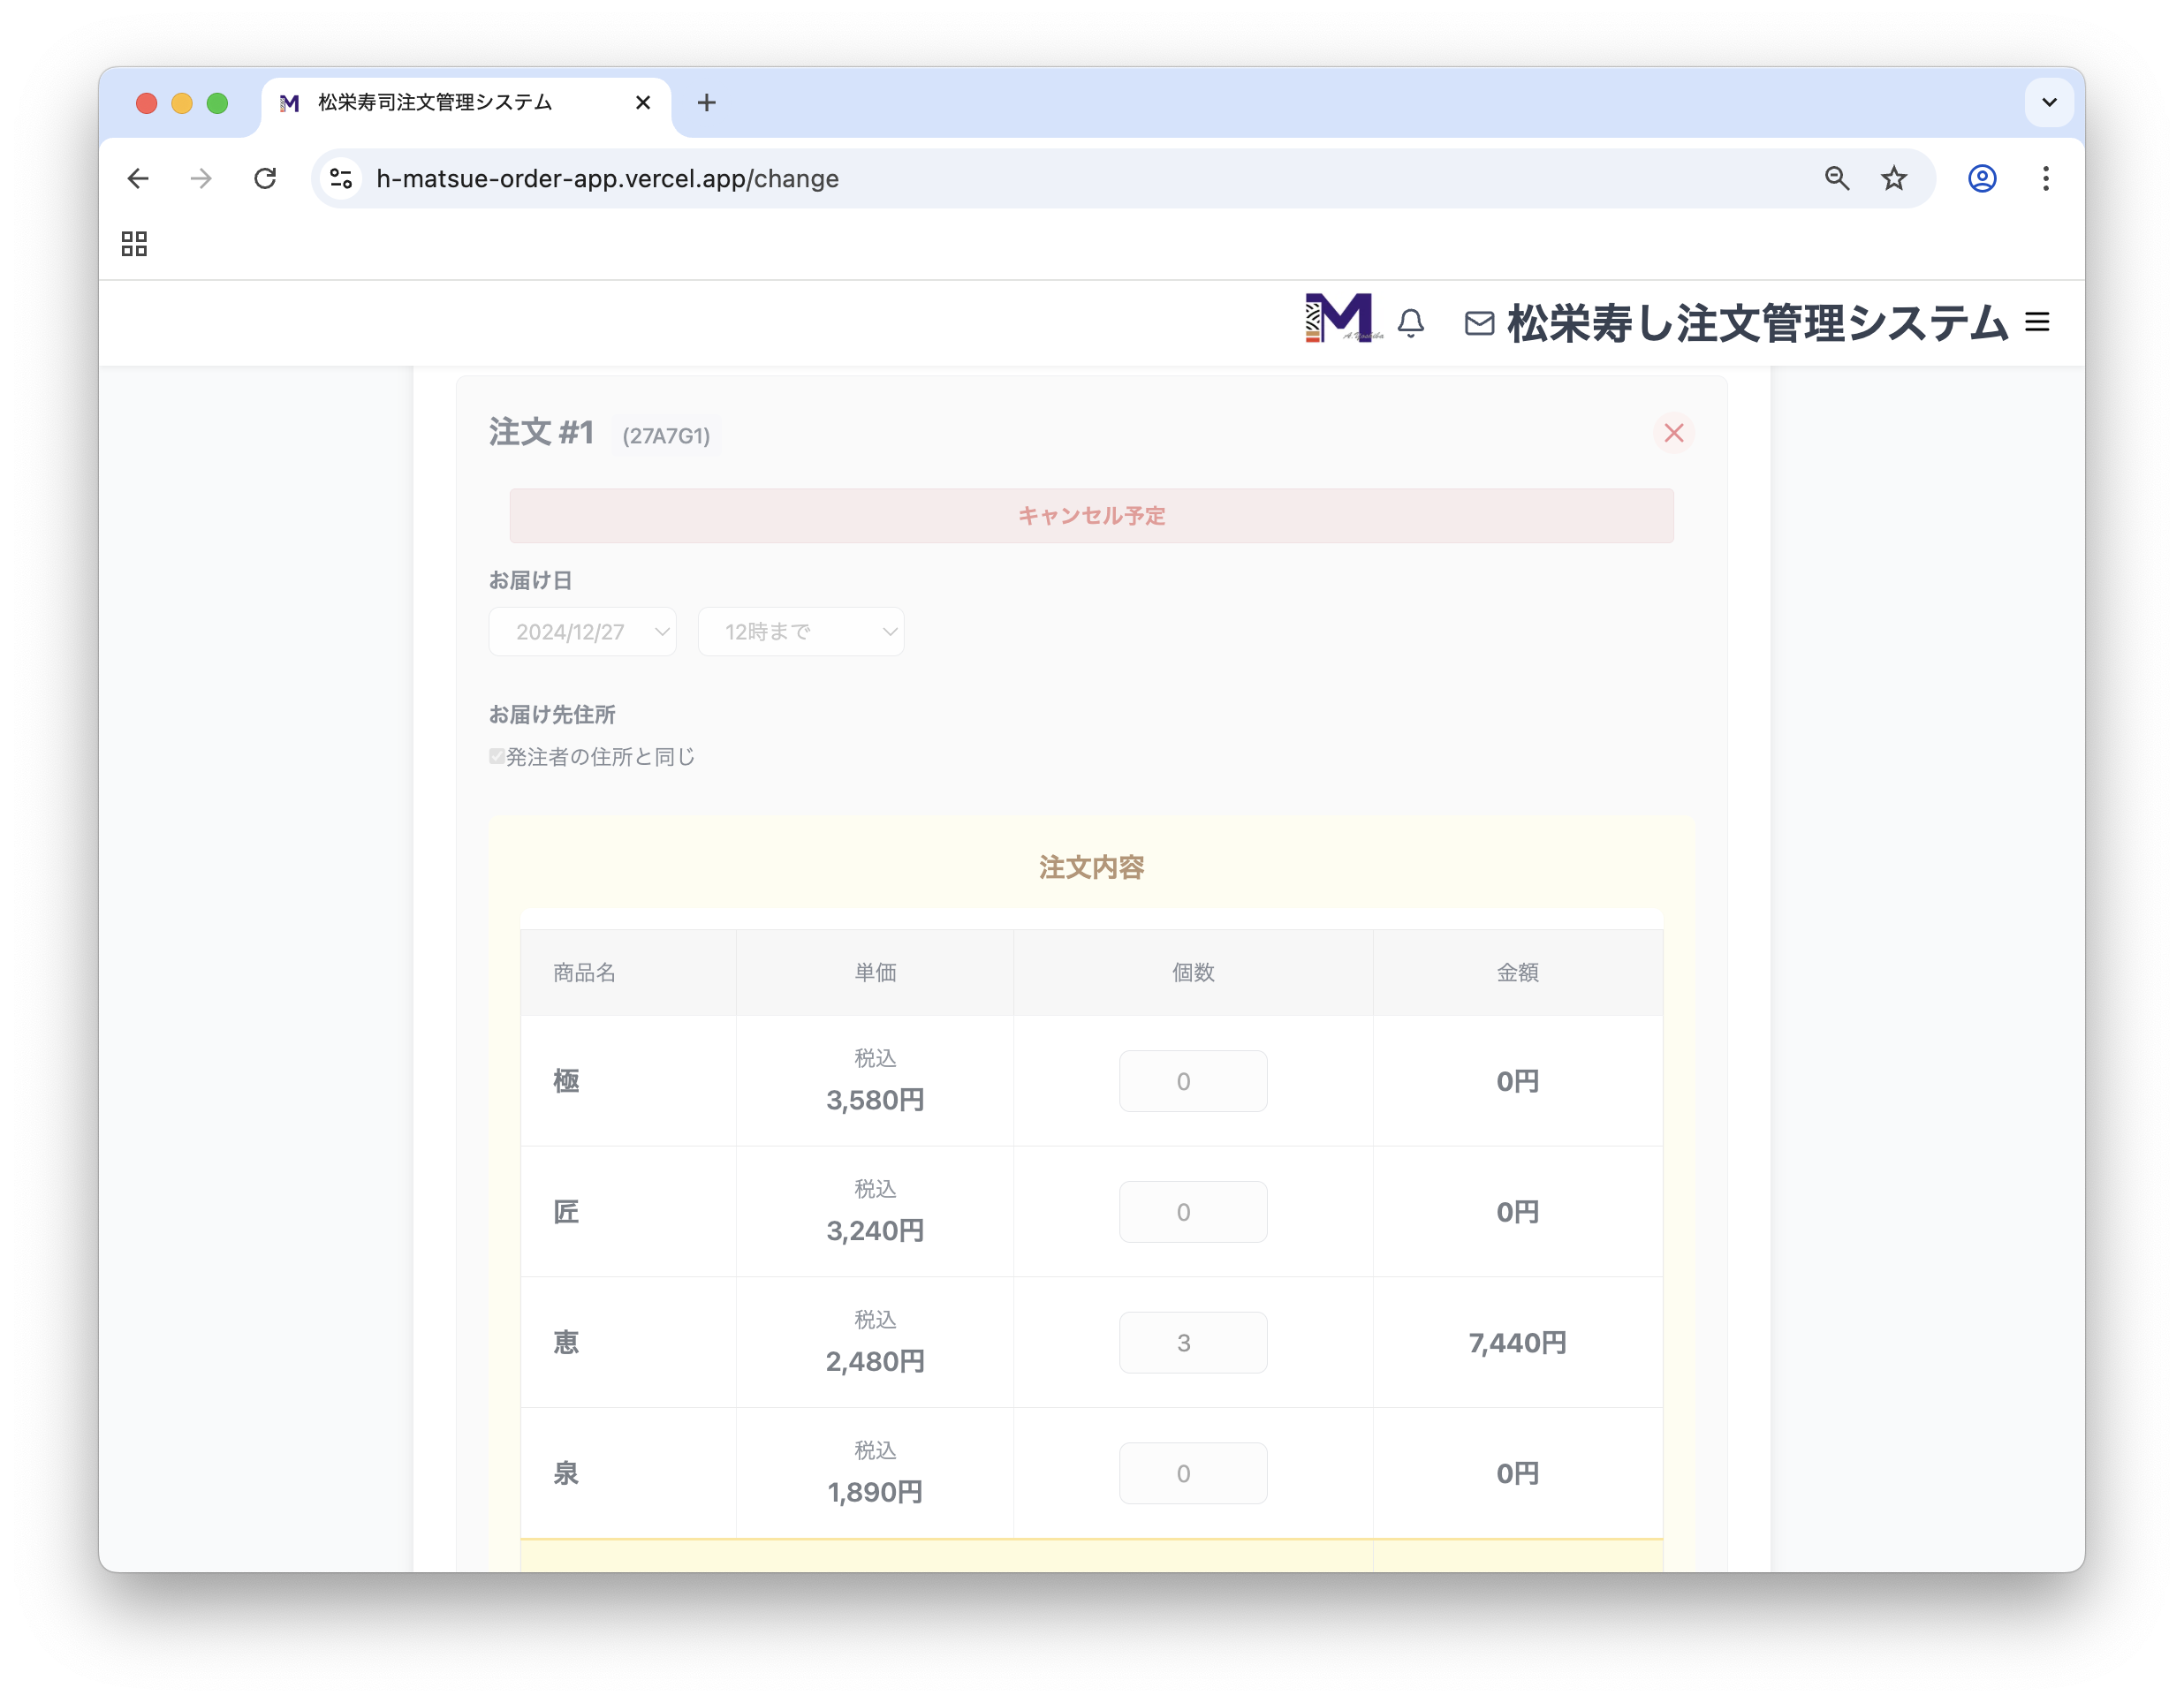 松栄寿司注文管理システム
h-matsue-order-app.vercel.app/change
M 松栄寿し注文管理システム
注文 #1 (27A7G1)
キャンセル予定
お届け日
2024/12/27 12時まで
お届け先住所
発注者の住所と同じ
注文内容
商品名 単価 個数 金額
極 税込 3,580円 0 0円
匠 税込 3,240円 0 0円
恵 税込 2,480円 3 7,440円
泉 税込 1,890円 0 0円